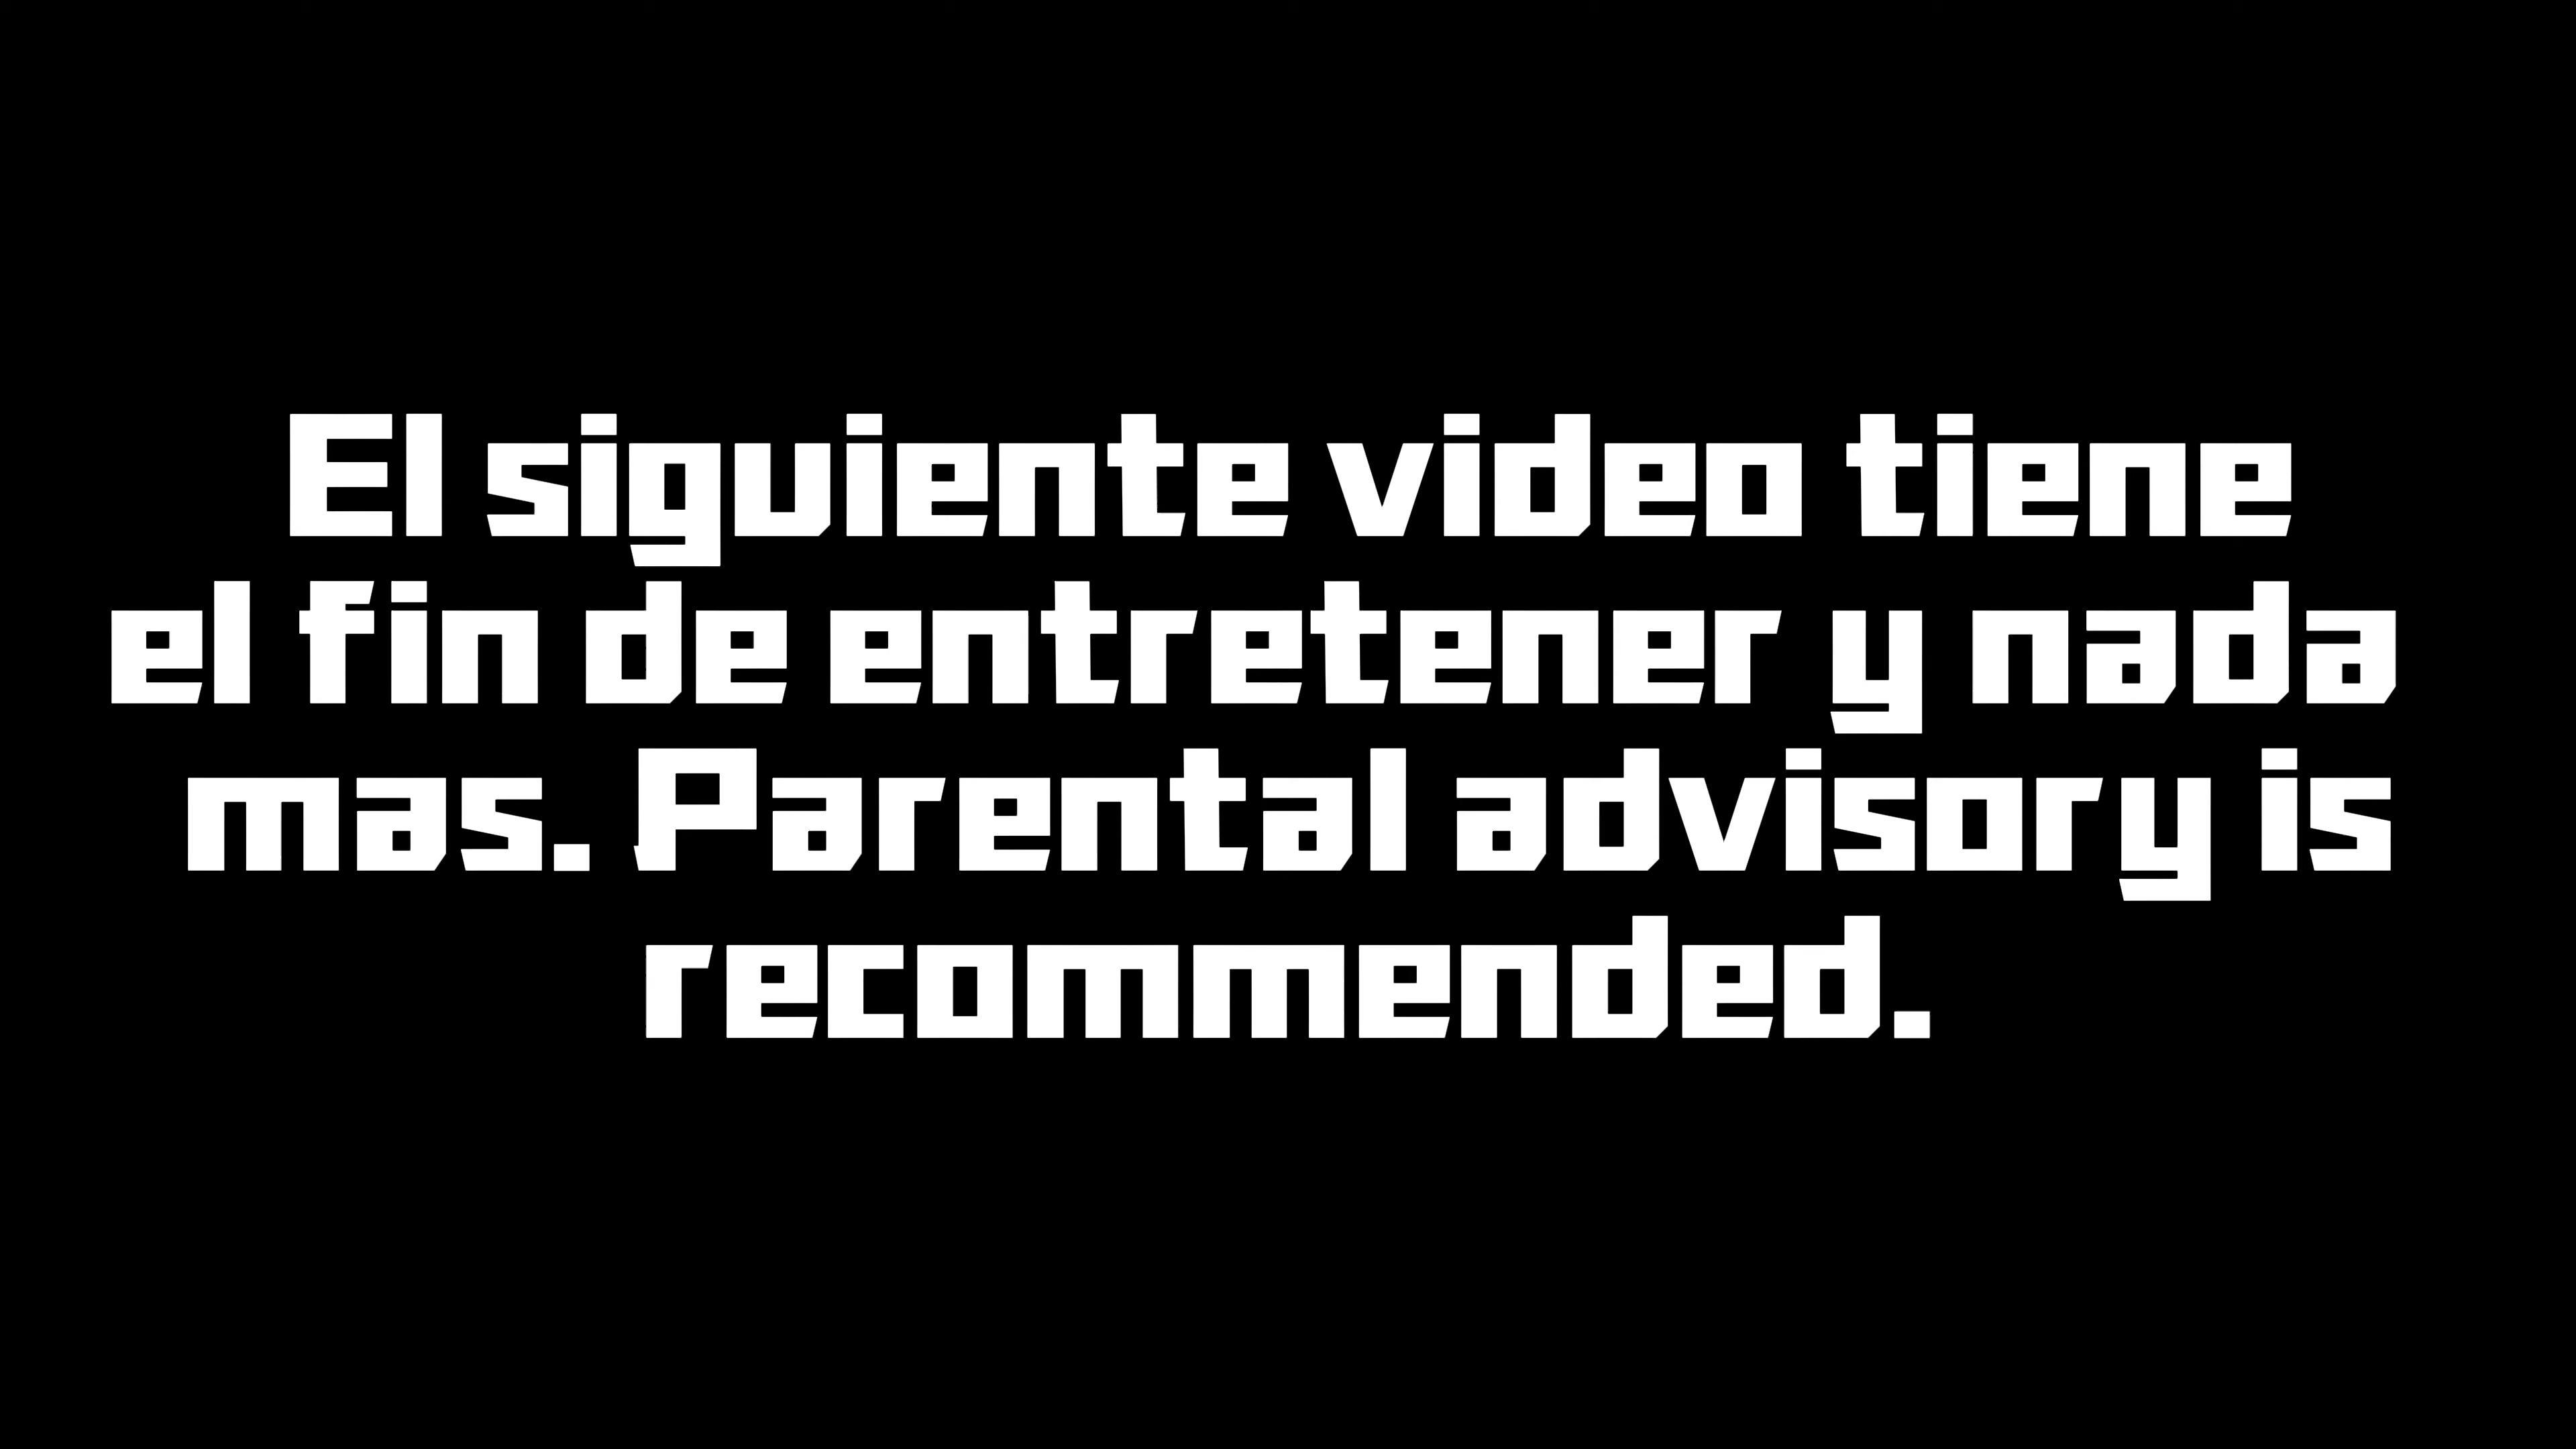 El siguiente video tiene
el fin de entretener y nada
mas. Parental advisory is
recommended.